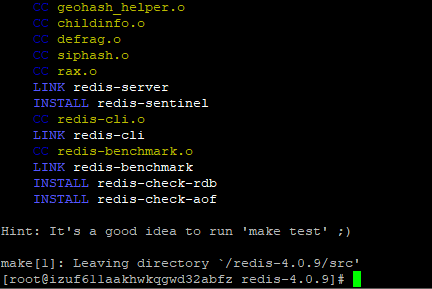 CC geohash_helper.o
CC childinfo.o
CC defrag.o
CC siphash.o
CC rax.o
LINK redis-server
INSTALL redis-sentinel
CC redis-cli.o
LINK redis-cli
CC redis-benchmark.o
LINK redis-benchmark
INSTALL redis-check-rdb
INSTALL redis-check-aof
Hint: It's a good idea to run 'make test' ;)
make[1]: Leaving directory `/redis-4.0.9/src'
[root@izuf611aakhwkqgwd32abfz redis-4.0.9]#